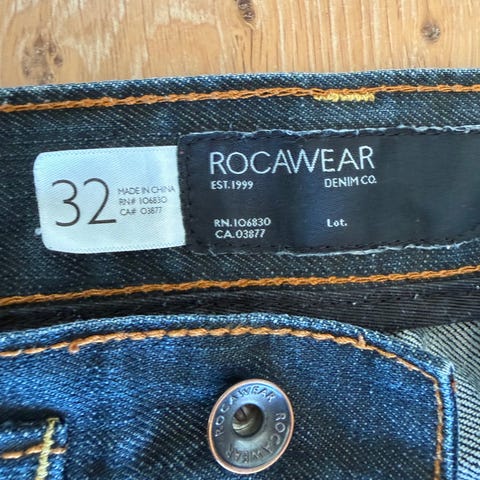 32
MADE IN CHINA
RN# 106830
CA# 03877
ROCAWEAR
EST.1999 DENIM CO.
RN.106830 Lot.
CA.03877
ROCAWEAR ROCAWEAR